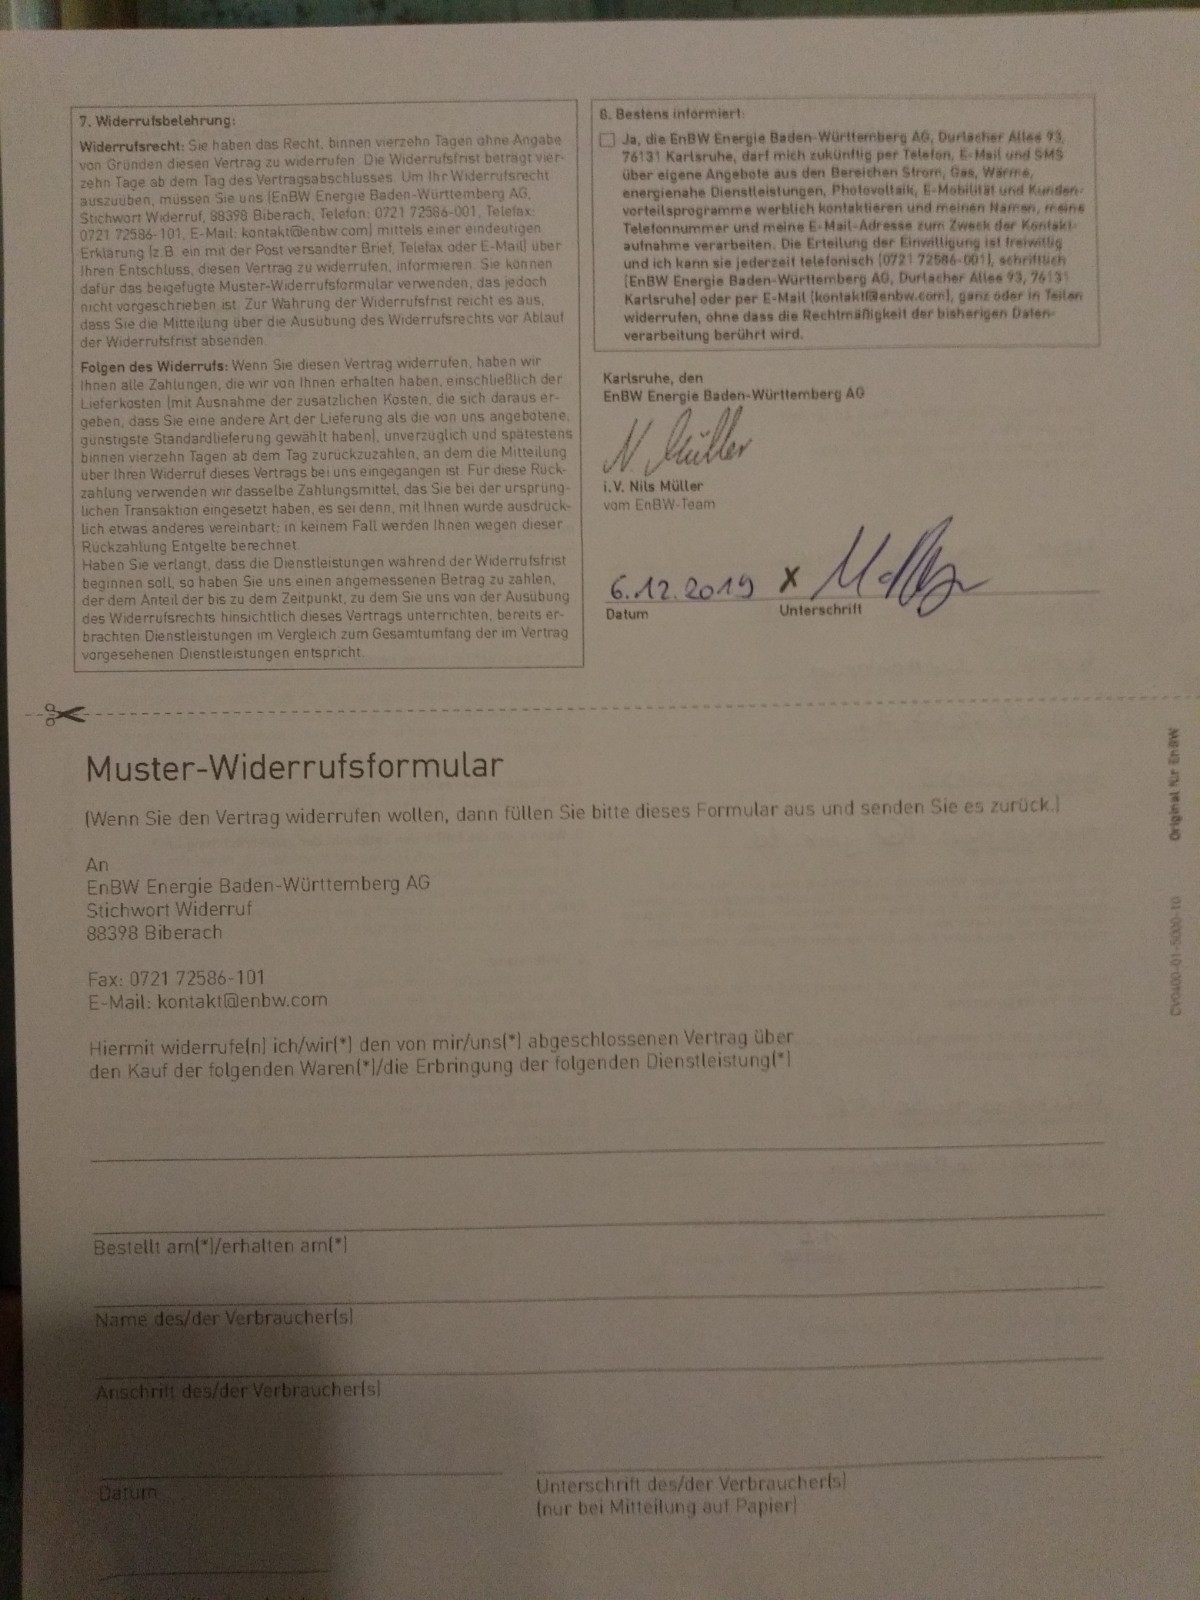 7. Widerrufsbelehrung:
Widerrufsrecht: Sie haben das Recht, binnen vierzehn Tagen ohne Angabe
von Gründen diesen Vertrag zu widerrufen. Die Widerrufsfrist beträgt vier-
zehn Tage ab dem Tag des Vertragsabschlusses. Um Ihr Widerrufsrecht
auszuüben, müssen Sie uns (EnBW Energie Baden-Württemberg AG,
Stichwort Widerruf, 88398 Biberach, Telefon: 0721 72586-001, Telefax:
0721 72586-101, E-Mail: kontakt@enbw.com) mittels einer eindeutigen
Erklärung (z.B. ein mit der Post versandter Brief, Telefax oder E-Mail) über
Ihren Entschluss, diesen Vertrag zu widerrufen, informieren. Sie können
dafür das beigefügte Muster-Widerrufsformular verwenden, das jedoch
nicht vorgeschrieben ist. Zur Wahrung der Widerrufsfrist reicht es aus,
dass Sie die Mitteilung über die Ausübung des Widerrufsrechts vor Ablauf
der Widerrufsfrist absenden.
Folgen des Widerrufs: Wenn Sie diesen Vertrag widerrufen, haben wir
Ihnen alle Zahlungen, die wir von Ihnen erhalten haben, einschließlich der
Lieferkosten (mit Ausnahme der zusätzlichen Kosten, die sich daraus er-
geben, dass Sie eine andere Art der Lieferung als die von uns angebotene,
günstigste Standardlieferung gewählt haben), unverzüglich und spätestens
binnen vierzehn Tagen ab dem Tag zurückzuzahlen, an dem die Mitteilung
über Ihren Widerruf dieses Vertrags bei uns eingegangen ist. Für diese Rück-
zahlung verwenden wir dasselbe Zahlungsmittel, das Sie bei der ursprüng-
lichen Transaktion eingesetzt haben, es sei denn, mit Ihnen wurde ausdrück-
lich etwas anderes vereinbart; in keinem Fall werden Ihnen wegen dieser
Rückzahlung Entgelte berechnet.
Haben Sie verlangt, dass die Dienstleistungen während der Widerrufsfrist
beginnen soll, so haben Sie uns einen angemessenen Betrag zu zahlen,
der dem Anteil der bis zu dem Zeitpunkt, zu dem Sie uns von der Ausübung
des Widerrufsrechts hinsichtlich dieses Vertrags unterrichten, bereits er-
brachten Dienstleistungen im Vergleich zum Gesamtumfang der im Vertrag
vorgesehenen Dienstleistungen entspricht.
8. Bestens informiert:
Ja, die EnBW Energie Baden-Württemberg AG, Durlacher Allee 93,
76131 Karlsruhe, darf mich zukünftig per Telefon, E-Mail und SMS
über eigene Angebote aus den Bereichen Strom, Gas, Wärme,
energienahe Dienstleistungen, Photovoltaik, E-Mobilität und Kunden-
vorteilsprogramme werblich kontaktieren und meinen Namen, meine
Telefonnummer und meine E-Mail-Adresse zum Zweck der Kontakt-
aufnahme verarbeiten. Die Erteilung der Einwilligung ist freiwillig
und ich kann sie jederzeit telefonisch (0721 72586-001), schriftlich
(EnBW Energie Baden-Württemberg AG, Durlacher Allee 93, 76131
Karlsruhe) oder per E-Mail (kontakt@enbw.com), ganz oder in Teilen
widerrufen, ohne dass die Rechtmäßigkeit der bisherigen Daten-
verarbeitung berührt wird.
Karlsruhe, den
EnBW Energie Baden-Württemberg AG
N. Müller
i.V. Nils Müller
vom EnBW-Team
6.12.2019 x
Datum Unterschrift
Muster-Widerrufsformular
(Wenn Sie den Vertrag widerrufen wollen, dann füllen Sie bitte dieses Formular aus und senden Sie es zurück.)
An
EnBW Energie Baden-Württemberg AG
Stichwort Widerruf
88398 Biberach
Fax: 0721 72586-101
E-Mail: kontakt@enbw.com
Hiermit widerrufe(n) ich/wir(*) den von mir/uns(*) abgeschlossenen Vertrag über
den Kauf der folgenden Waren(*)/die Erbringung der folgenden Dienstleistung(*)
Bestellt am(*)/erhalten am(*)
Name des/der Verbraucher(s)
Anschrift des/der Verbraucher(s)
Datum
Unterschrift des/der Verbraucher(s)
(nur bei Mitteilung auf Papier)
Original für EnBW
CV0400-01-5000-10